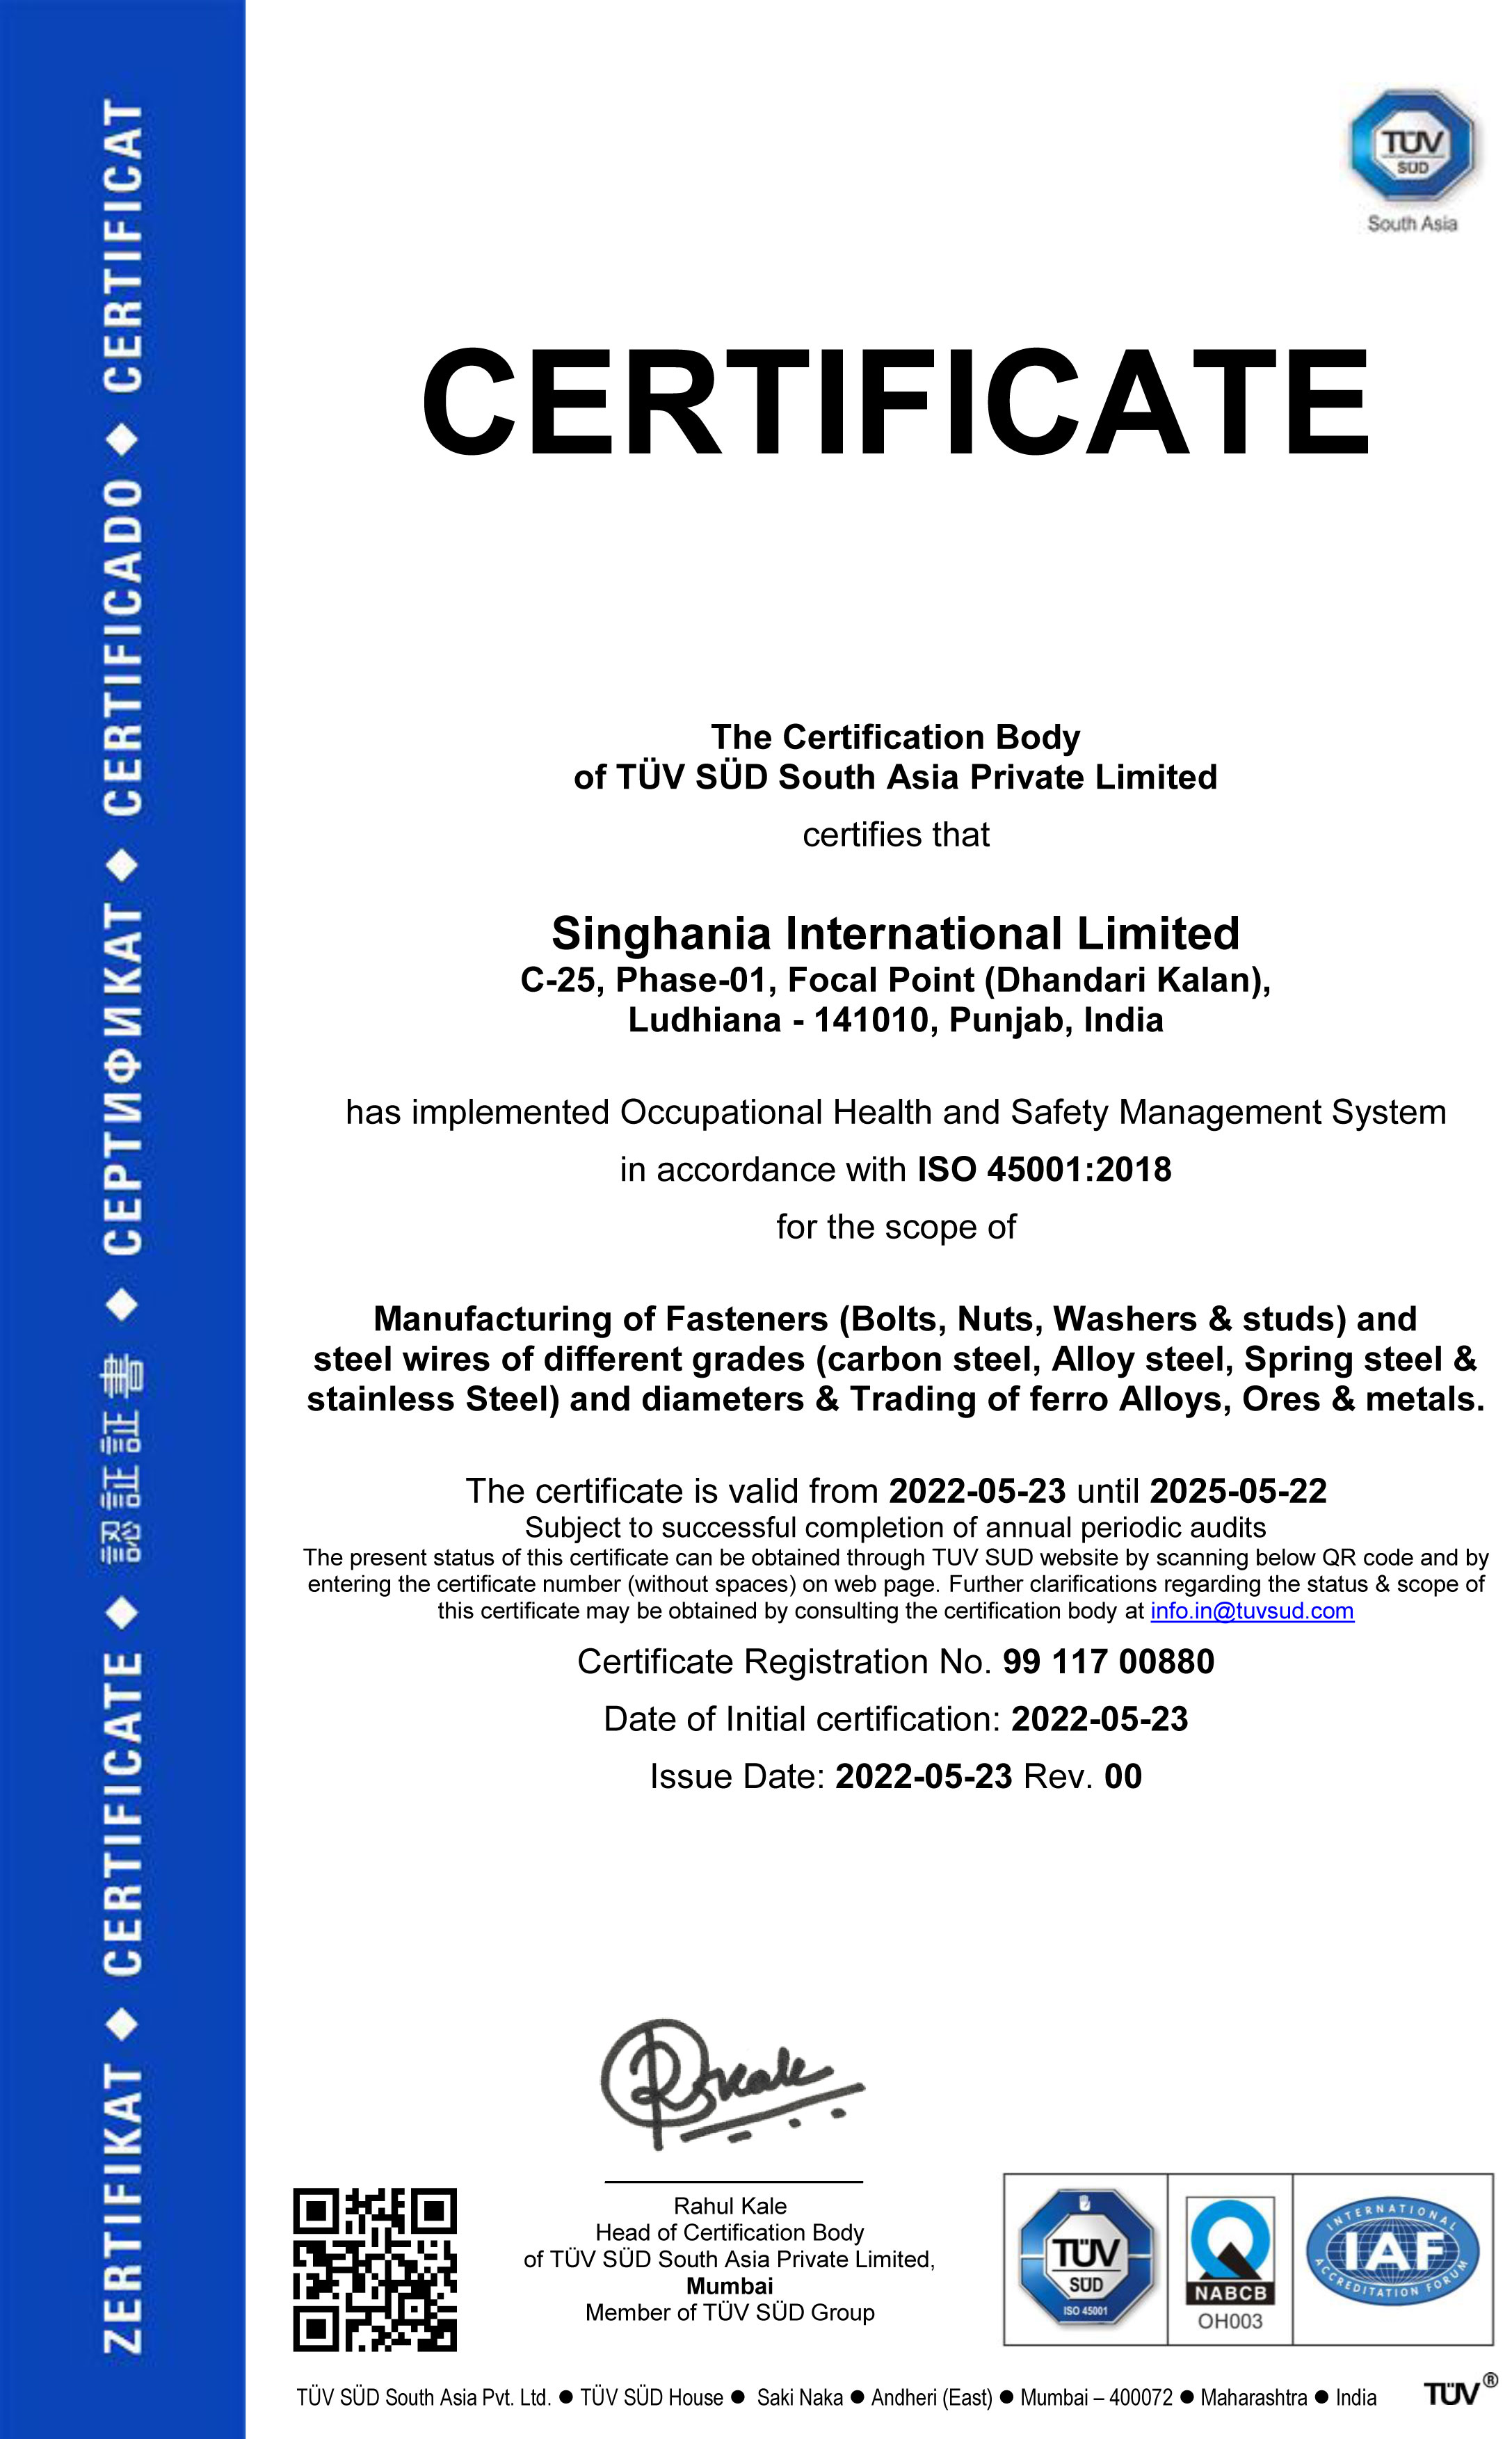 ZERTIFIKAT ◆ CERTIFICATE ◆ 認証証書 ◆ СЕРТИФИКАТ ◆ CERTIFICADO ◆ CERTIFICAT
TÜV
SÜD
South Asia
CERTIFICATE
The Certification Body
of TÜV SÜD South Asia Private Limited
certifies that
Singhania International Limited
C-25, Phase-01, Focal Point (Dhandari Kalan),
Ludhiana - 141010, Punjab, India
has implemented Occupational Health and Safety Management System
in accordance with ISO 45001:2018
for the scope of
Manufacturing of Fasteners (Bolts, Nuts, Washers & studs) and
steel wires of different grades (carbon steel, Alloy steel, Spring steel &
stainless Steel) and diameters & Trading of ferro Alloys, Ores & metals.
The certificate is valid from 2022-05-23 until 2025-05-22
Subject to successful completion of annual periodic audits
The present status of this certificate can be obtained through TUV SUD website by scanning below QR code and by
entering the certificate number (without spaces) on web page. Further clarifications regarding the status & scope of
this certificate may be obtained by consulting the certification body at info.in@tuvsud.com
Certificate Registration No. 99 117 00880
Date of Initial certification: 2022-05-23
Issue Date: 2022-05-23 Rev. 00
Rahul Kale
Head of Certification Body
of TÜV SÜD South Asia Private Limited,
Mumbai
Member of TÜV SÜD Group
TÜV
SÜD
ISO 45001
NABCB
OH003
INTERNATIONAL
IAF
ACCREDITATION FORUM
TÜV SÜD South Asia Pvt. Ltd. ● TÜV SÜD House ● Saki Naka ● Andheri (East) ● Mumbai – 400072 ● Maharashtra ● India
TÜV®